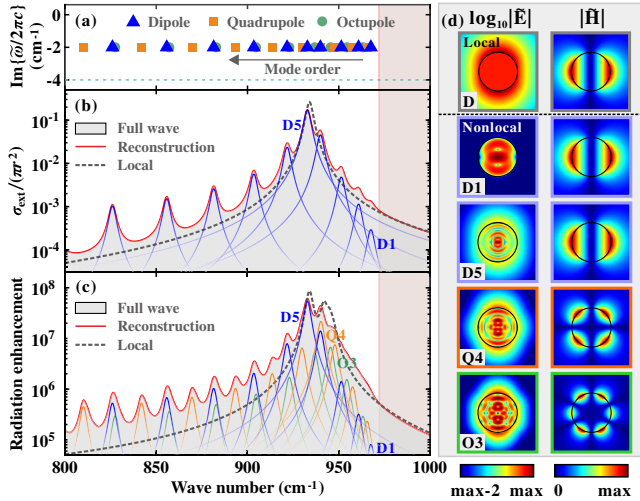 (a)
Dipole
Quadrupole
Octupole
Mode order
Im{ω̃/2πc}
(cm⁻¹)
0
-2
-4
(b)
Full wave
Reconstruction
Local
D5
D1
σext/(πr²)
10⁻¹
10⁻²
10⁻³
10⁻⁴
(c)
Full wave
Reconstruction
Local
D5
Q4
O3
D1
Radiation enhancement
10⁸
10⁷
10⁶
10⁵
800
850
900
950
1000
Wave number (cm⁻¹)
(d) log₁₀|Ẽ|
|H̃|
Local
D
Nonlocal
D1
D5
Q4
O3
max-2 max
0 max